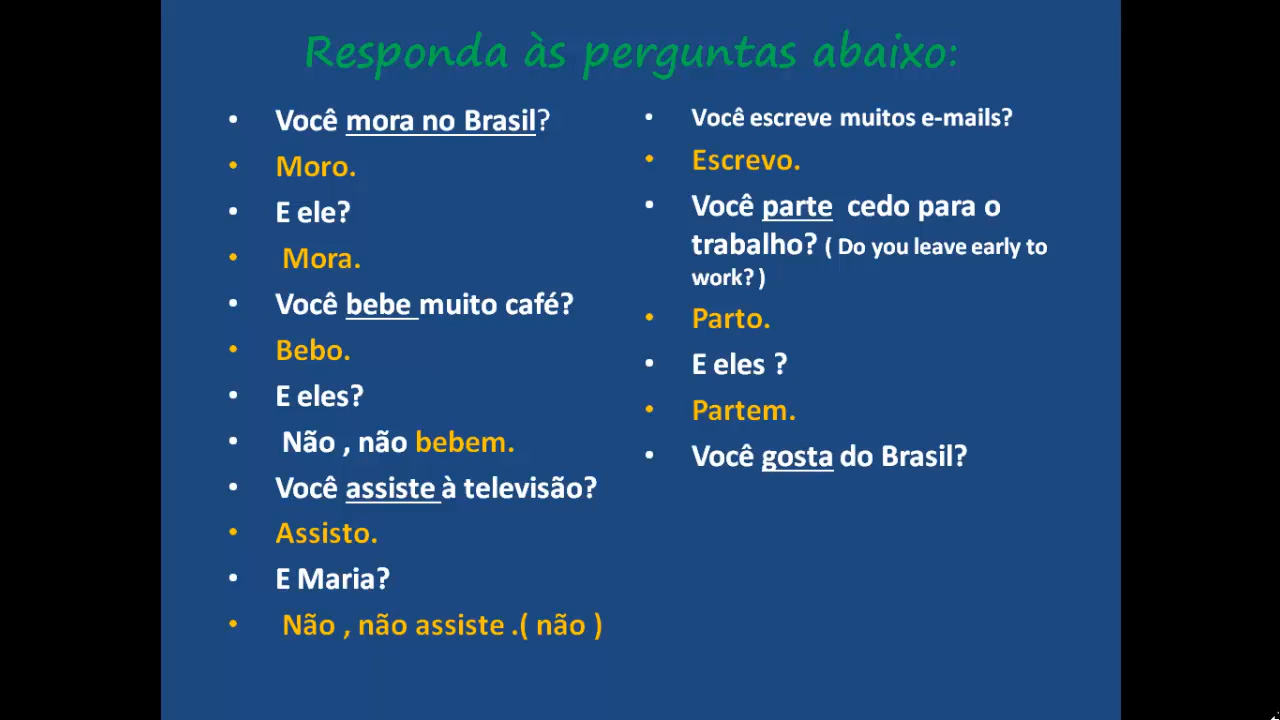 Responda às perguntas abaixo:
• Você mora no Brasil?
• Moro.
• E ele?
• Mora.
• Você bebe muito café?
• Bebo.
• E eles?
• Não , não bebem.
• Você assiste à televisão?
• Assisto.
• E Maria?
• Não , não assiste .( não )
• Você escreve muitos e-mails?
• Escrevo.
• Você parte cedo para o
trabalho? ( Do you leave early to
work? )
• Parto.
• E eles ?
• Partem.
• Você gosta do Brasil?